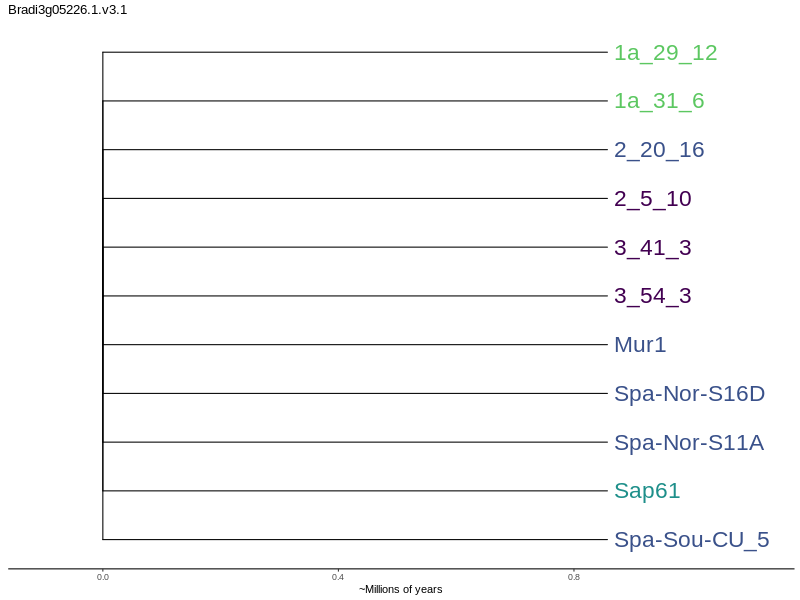 Bradi3g05226.1.v3.1
1a_29_12
1a_31_6
2_20_16
2_5_10
3_41_3
3_54_3
Mur1
Spa-Nor-S16D
Spa-Nor-S11A
Sap61
Spa-Sou-CU_5
0.0 0.4 0.8
~Millions of years